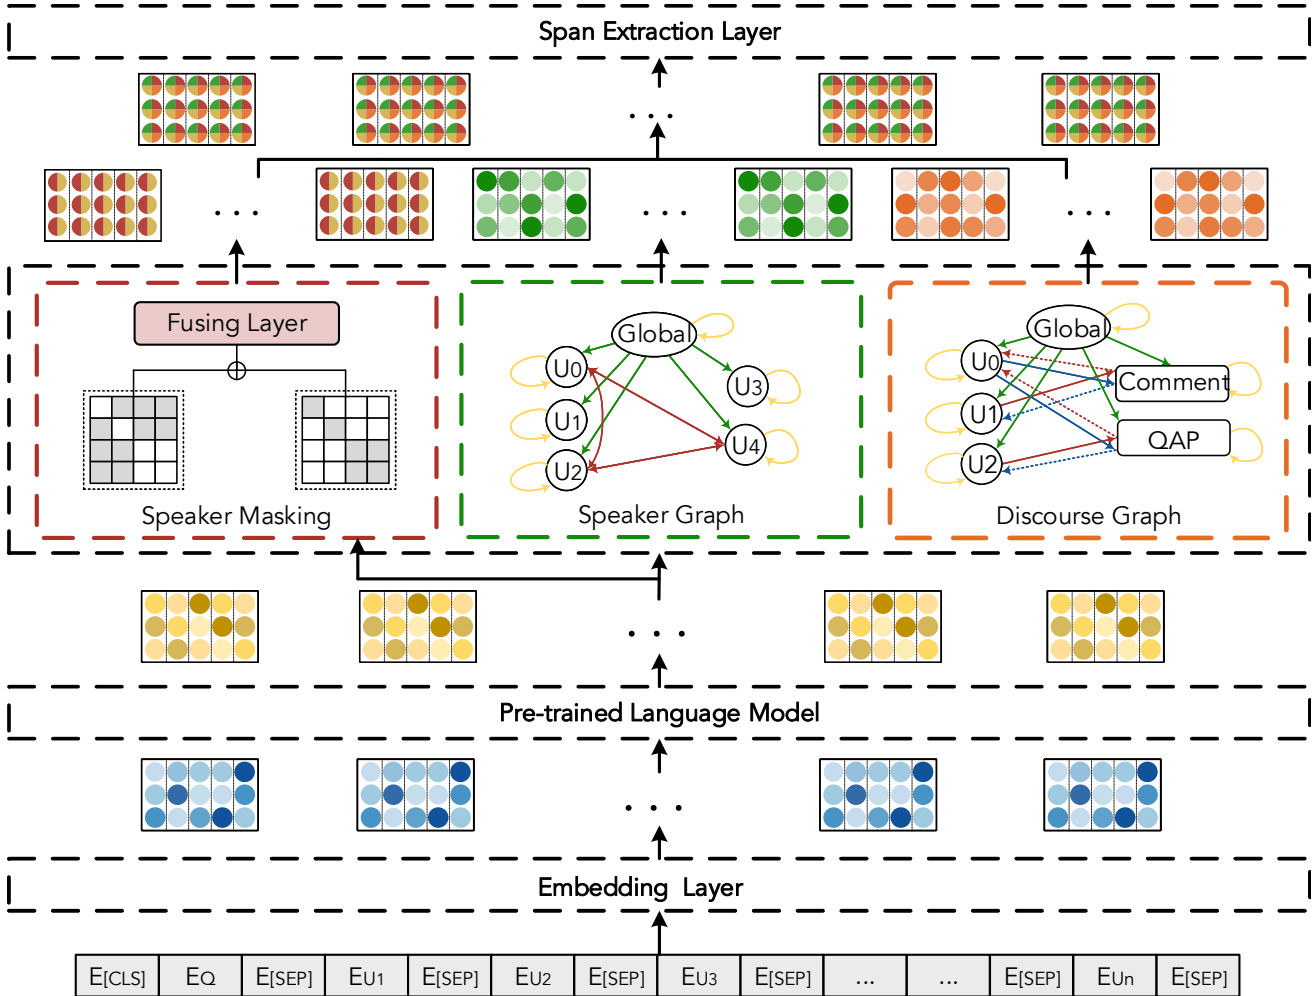 Span Extraction Layer
. . .
. . .
. . .
. . .
Fusing Layer
Speaker Masking
Global
U0
U1
U2
U3
U4
Speaker Graph
Global
U0
U1
U2
Comment
QAP
Discourse Graph
. . .
Pre-trained Language Model
. . .
Embedding Layer
E[CLS] EQ E[SEP] EU1 E[SEP] EU2 E[SEP] EU3 E[SEP] ... ... E[SEP] EUn E[SEP]